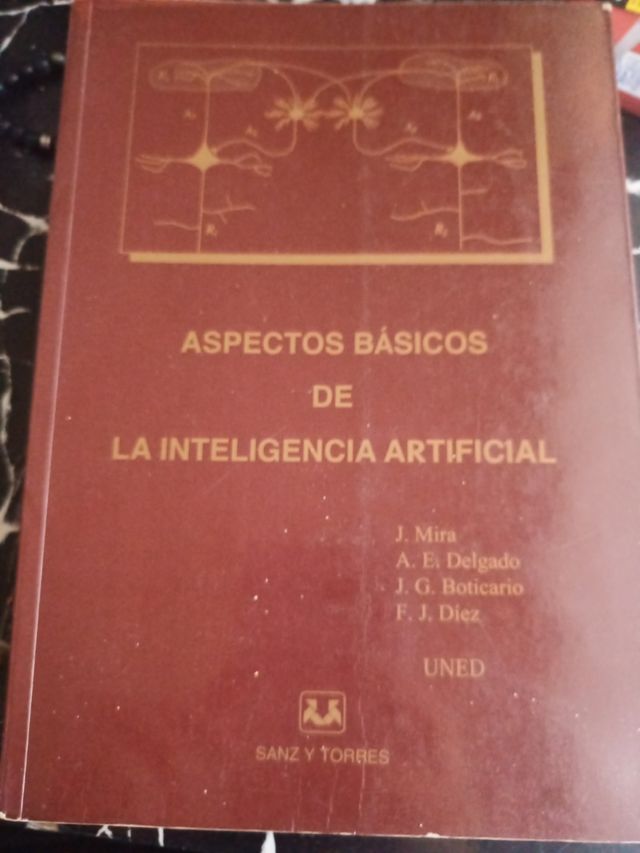 ASPECTOS BÁSICOS
DE
LA INTELIGENCIA ARTIFICIAL
J. Mira
A. E. Delgado
J. G. Boticario
F. J. Díez
UNED
SANZ Y TORRES